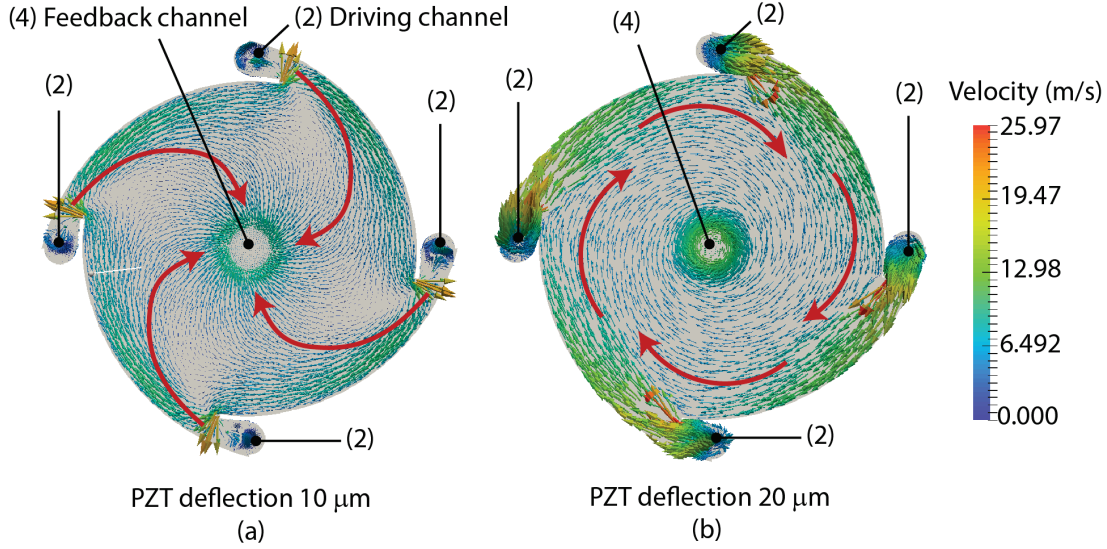 (4) Feedback channel
(2) Driving channel
(2)
(2)
(2)
PZT deflection 10 μm
(a)
(4)
(2)
(2)
(2)
(2)
PZT deflection 20 μm
(b)
Velocity (m/s)
25.97
19.47
12.98
6.492
0.000